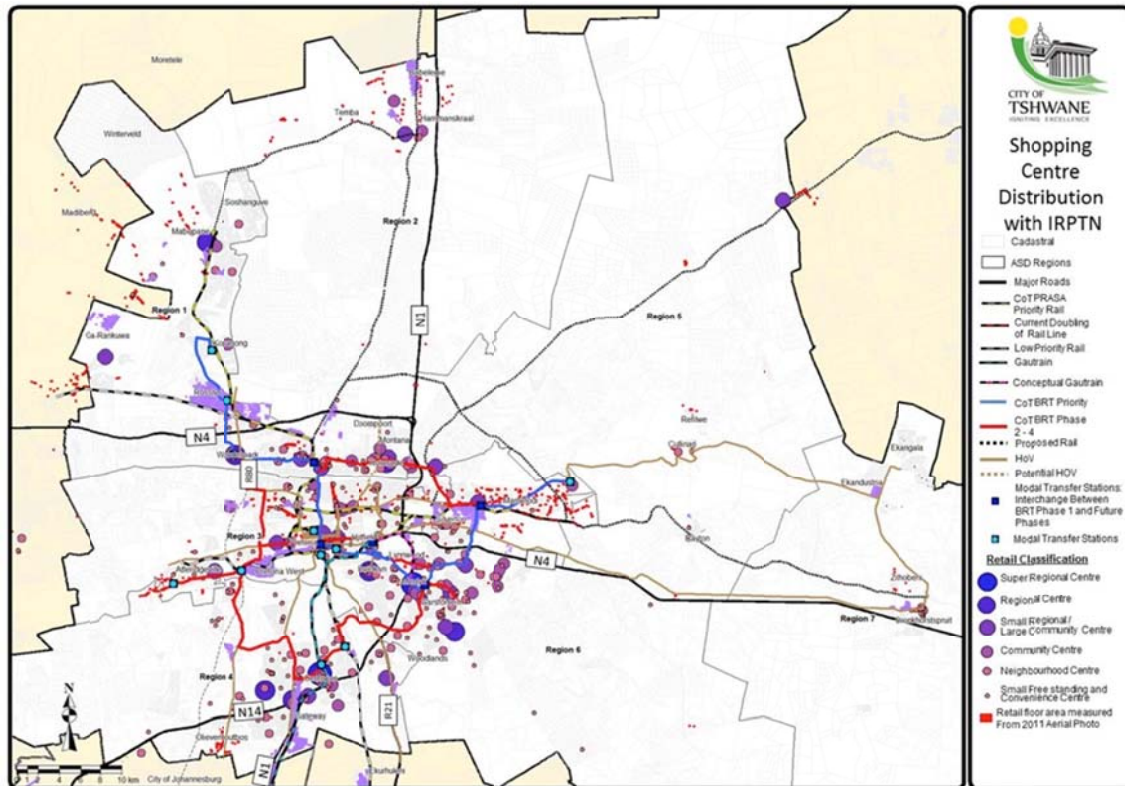 Moretele
Temba
Hammanskraal
Winterveld
Soshanguve
Mabopane
Region 2
Region 1
N1
Region 5
Ga-Rankuwa
Refilwe
Cullinan
Ekangala
Ekandustria
N4
Doornpoort
Montana
R80
Region 3
N4
Zithobeni
Bronkhorstspruit
Region 7
Region 6
Woodlands
Region 4
N14
R21
N1
City of Johannesburg
N
0 1 2 4 6 8 10 km
CITY OF
TSHWANE
IGNITING EXCELLENCE
Shopping
Centre
Distribution
with IRPTN
Cadastral
ASD Regions
Major Roads
CoT PRASA
Priority Rail
Current Doubling
of Rail Line
Low Priority Rail
Gautrain
Conceptual Gautrain
CoT BRT Priority
CoT BRT Phase
2 - 4
Proposed Rail
HoV
Potential HOV
Modal Transfer Stations:
Interchange Between
BRT Phase 1 and Future
Phases
Modal Transfer Stations
Retail Classification
Super Regional Centre
Regional Centre
Small Regional/
Large Community Centre
Community Centre
Neighbourhood Centre
Small Free standing and
Convenience Centre
Retail floor area measured
From 2011 Aerial Photo